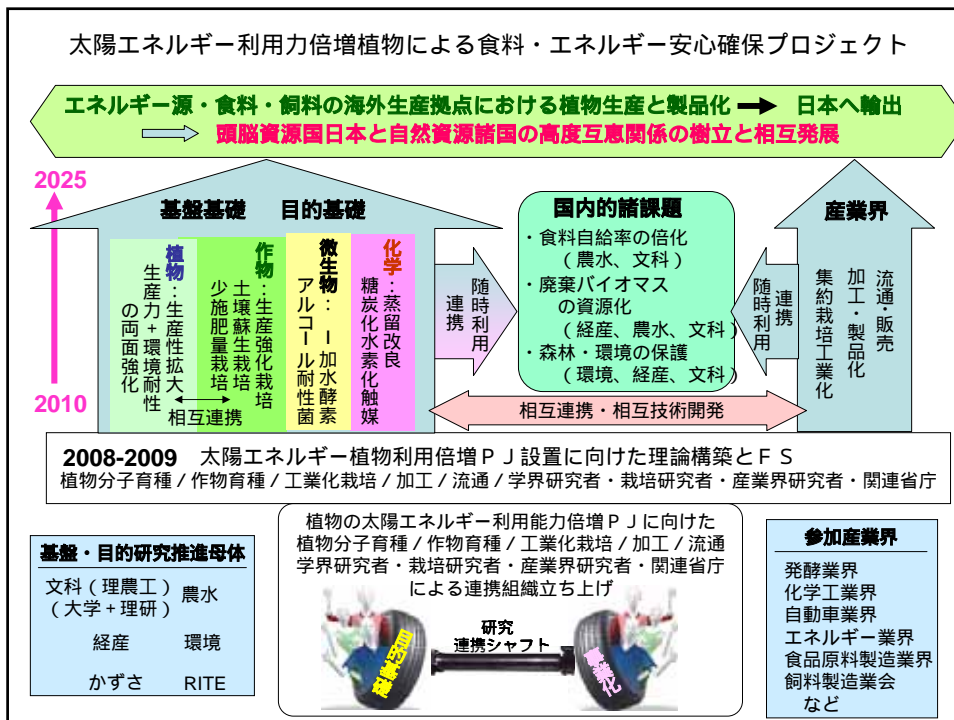 太陽エネルギー利用力倍増植物による食料・エネルギー安心確保プロジェクト
エネルギー源・食料・飼料の海外生産拠点における植物生産と製品化 日本へ輸出
頭脳資源国日本と自然資源諸国の高度互恵関係の樹立と相互発展
2025
2010
基盤基礎 目的基礎
植物：生産性拡大
生産力＋環境耐性
の両面強化
作物：生産強化栽培
土壌蘇生栽培
少施肥量栽培
相互連携
微生物：Ｉ加水酵素
アルコール耐性菌
化学：蒸留改良
糖炭化水素化触媒
随時利用
連携
国内的諸課題
・食料自給率の倍化
（農水、文科）
・廃棄バイオマス
の資源化
（経産、農水、文科）
・森林・環境の保護
（環境、経産、文科）
連携
随時利用
産業界
流通・販売
加工・製品化
集約栽培工業化
相互連携・相互技術開発
2008-2009 太陽エネルギー植物利用倍増ＰＪ設置に向けた理論構築とＦＳ
植物分子育種/作物育種/工業化栽培/加工/流通/学界研究者・栽培研究者・産業界研究者・関連省庁
基盤・目的研究推進母体
文科（理農工）
（大学＋理研）
農水
経産 環境
かずさ RITE
植物の太陽エネルギー利用能力倍増ＰＪに向けた
植物分子育種/作物育種/工業化栽培/加工/流通
学界研究者・栽培研究者・産業界研究者・関連省庁
による連携組織立ち上げ
研究
連携シャフト
目的基礎
事業化
参加産業界
発酵業界
化学工業界
自動車業界
エネルギー業界
食品原料製造業界
飼料製造業会
など